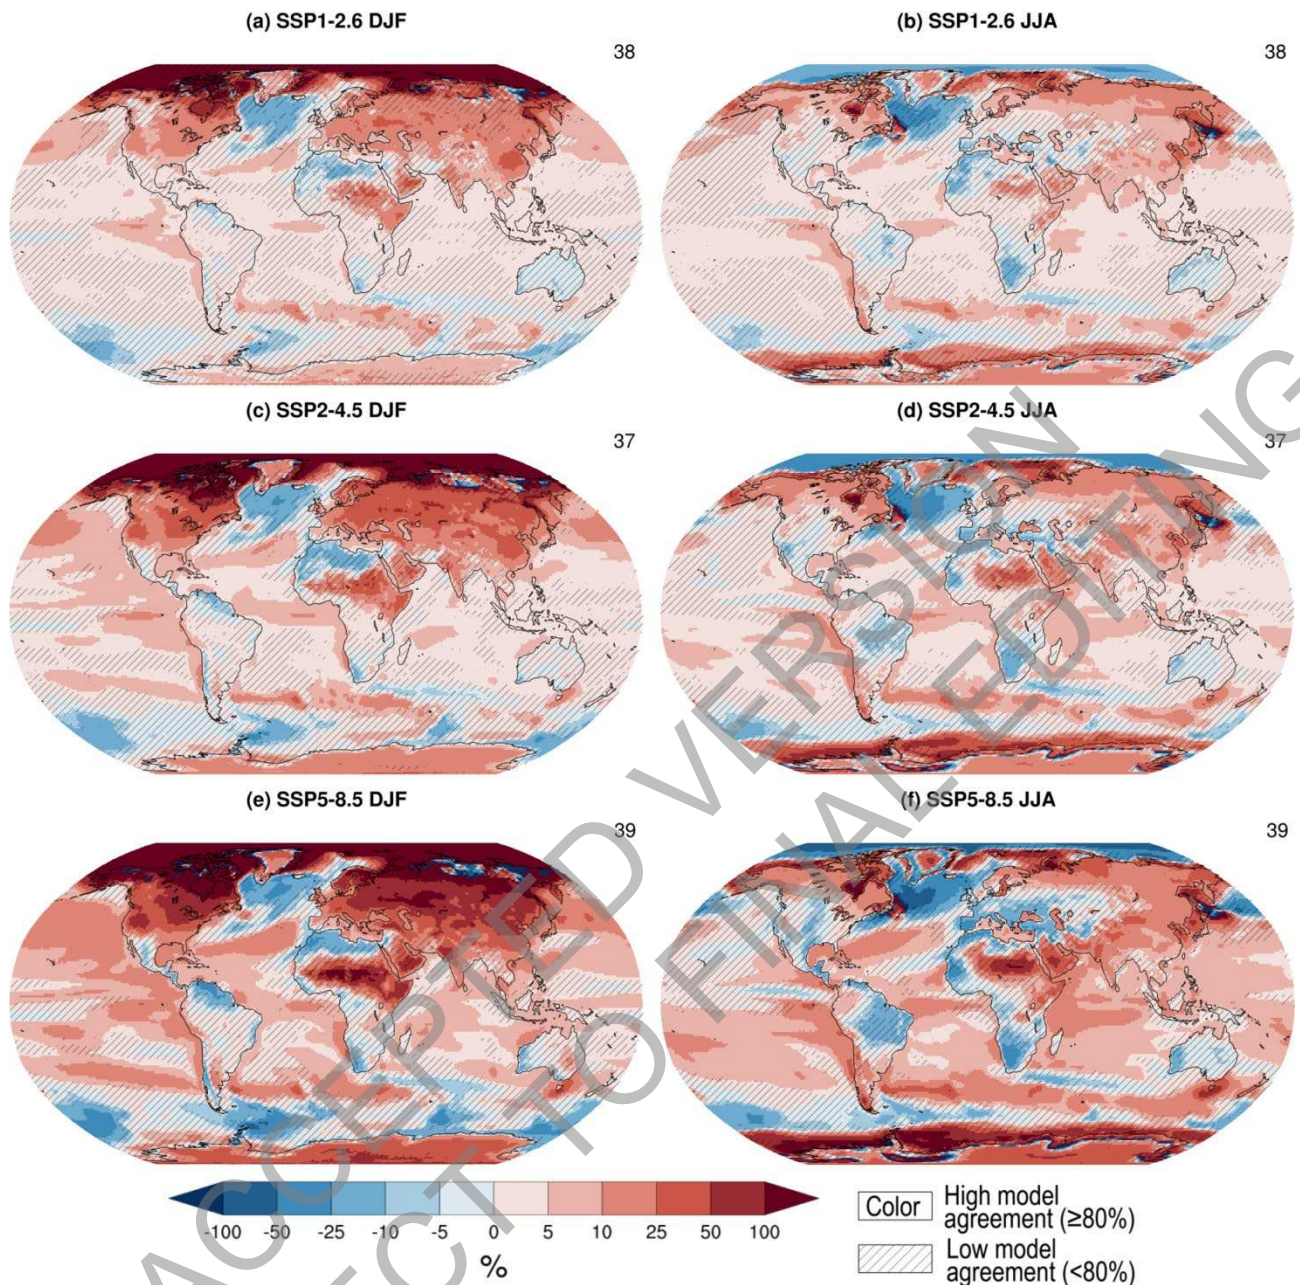 (a) SSP1-2.6 DJF
38
(b) SSP1-2.6 JJA
38
(c) SSP2-4.5 DJF
37
(d) SSP2-4.5 JJA
37
(e) SSP5-8.5 DJF
39
(f) SSP5-8.5 JJA
39
-100 -50 -25 -10 -5 0 5 10 25 50 100
%
Color
High model
agreement (≥80%)
Low model
agreement (<80%)
ACCEPTED VERSION
CT TO FINAL EDITING